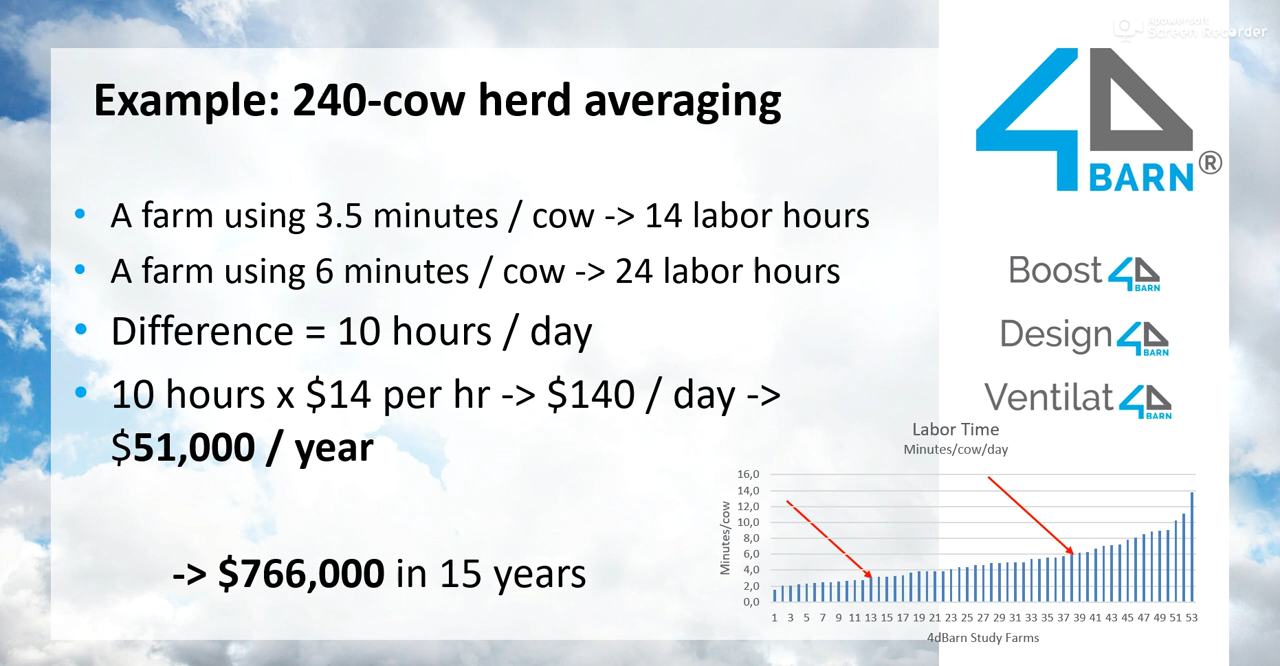 Apowersoft
Screen Recorder
Example: 240-cow herd averaging
4D
BARN®
• A farm using 3.5 minutes / cow -> 14 labor hours
• A farm using 6 minutes / cow -> 24 labor hours
• Difference = 10 hours / day
• 10 hours x $14 per hr -> $140 / day ->
$51,000 / year
-> $766,000 in 15 years
Boost 4D BARN
Design 4D BARN
Ventilat 4D BARN
Labor Time
Minutes/cow/day
Minutes/cow
16,0
14,0
12,0
10,0
8,0
6,0
4,0
2,0
0,0
1 3 5 7 9 11 13 15 17 19 21 23 25 27 29 31 33 35 37 39 41 43 45 47 49 51 53
4dBarn Study Farms